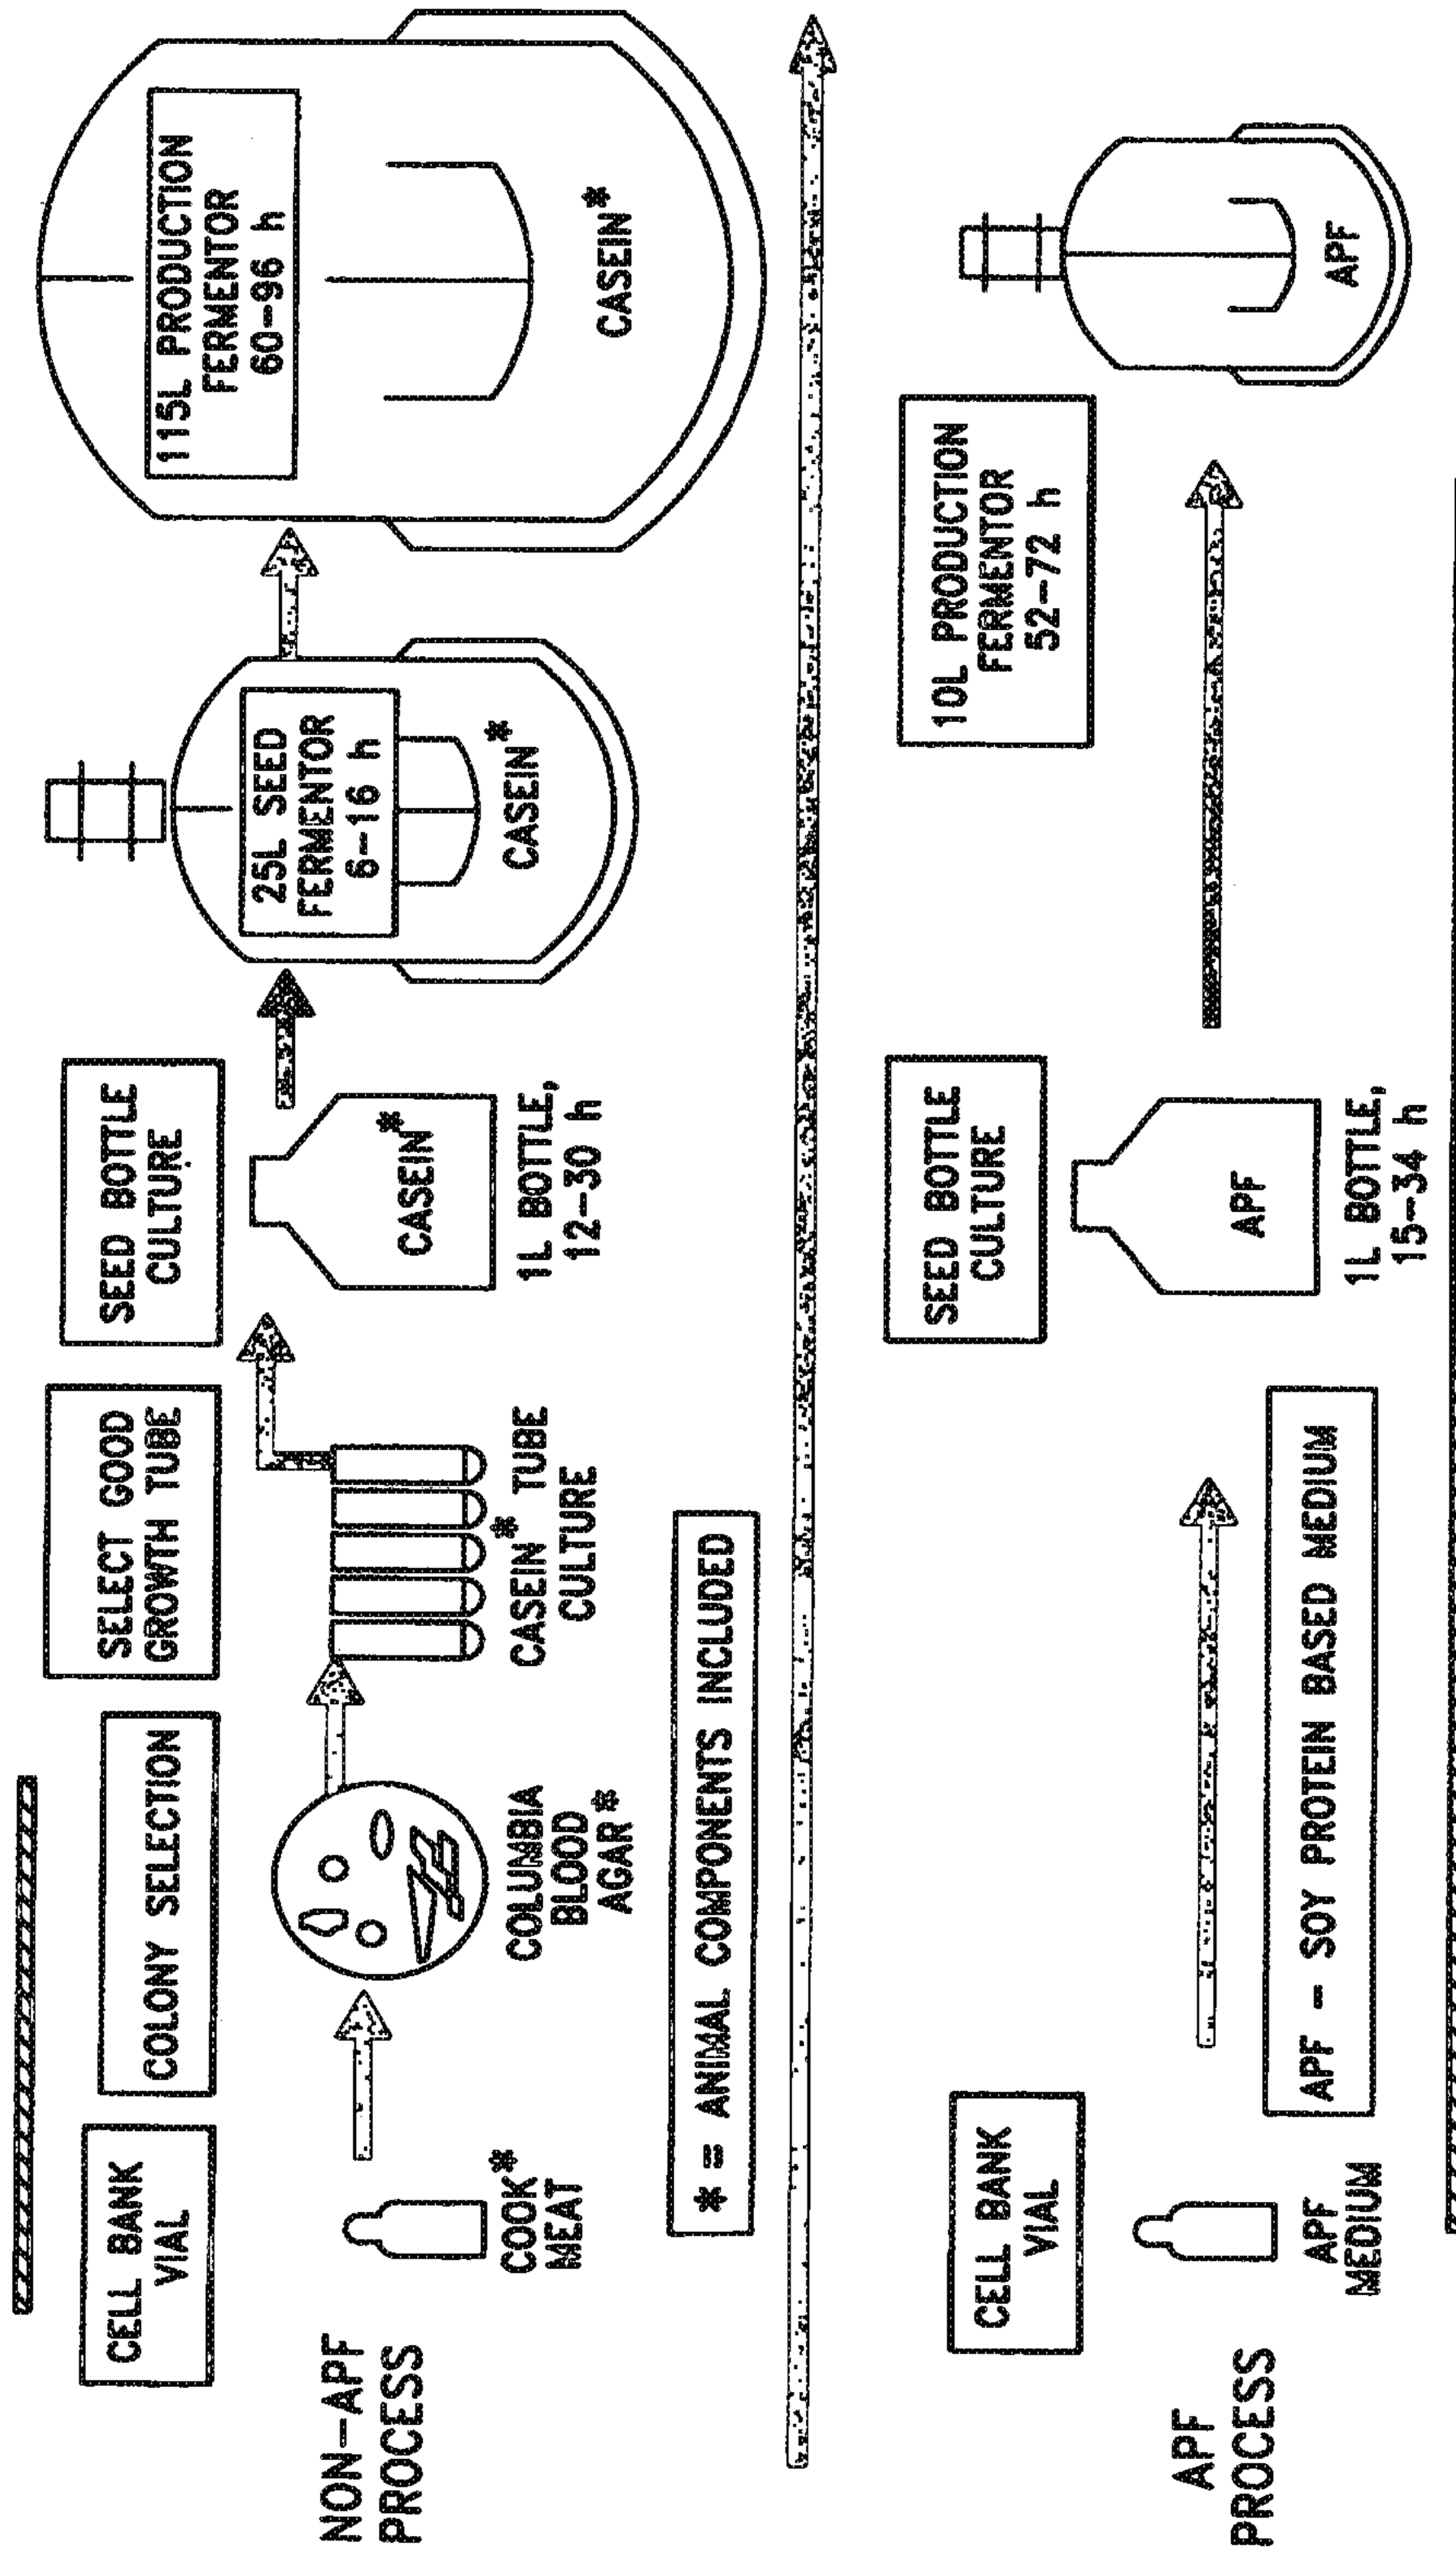 NON-APF
PROCESS
CELL BANK
VIAL
COOK*
MEAT
COLONY SELECTION
COLUMBIA
BLOOD
AGAR*
SELECT GOOD
GROWTH TUBE
CASEIN* TUBE
CULTURE
SEED BOTTLE
CULTURE
CASEIN*
1L BOTTLE,
12-30 h
25L SEED
FERMENTOR
6-16 h
CASEIN*
115L PRODUCTION
FERMENTOR
60-96 h
CASEIN*
* = ANIMAL COMPONENTS INCLUDED
APF
PROCESS
CELL BANK
VIAL
APF
MEDIUM
APF - SOY PROTEIN BASED MEDIUM
SEED BOTTLE
CULTURE
APF
1L BOTTLE,
15-34 h
10L PRODUCTION
FERMENTOR
52-72 h
APF